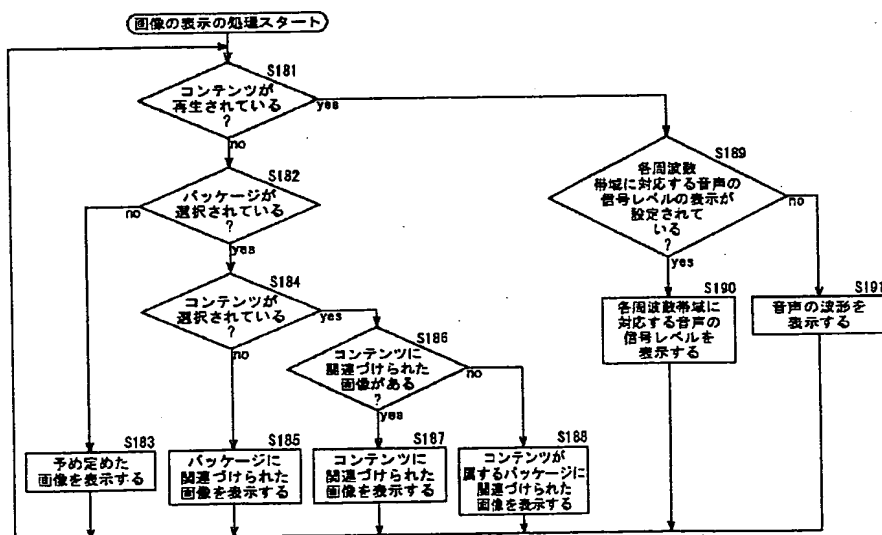 画像の表示の処理スタート
S181
コンテンツが
再生されている
?
yes
no
S182
パッケージが
選択されている
?
no
yes
S184
コンテンツが
選択されている
?
yes
no
S186
コンテンツに
関連づけられた
画像がある
?
no
yes
S183
予め定めた
画像を表示する
S185
パッケージに
関連づけられた
画像を表示する
S187
コンテンツに
関連づけられた
画像を表示する
S188
コンテンツが
属するパッケージに
関連づけられた
画像を表示する
S189
各周波数
帯域に対応する音声の
信号レベルの表示が
設定されて
いる
?
no
yes
S190
各周波数帯域に
対応する音声の
信号レベルを
表示する
S191
音声の波形を
表示する